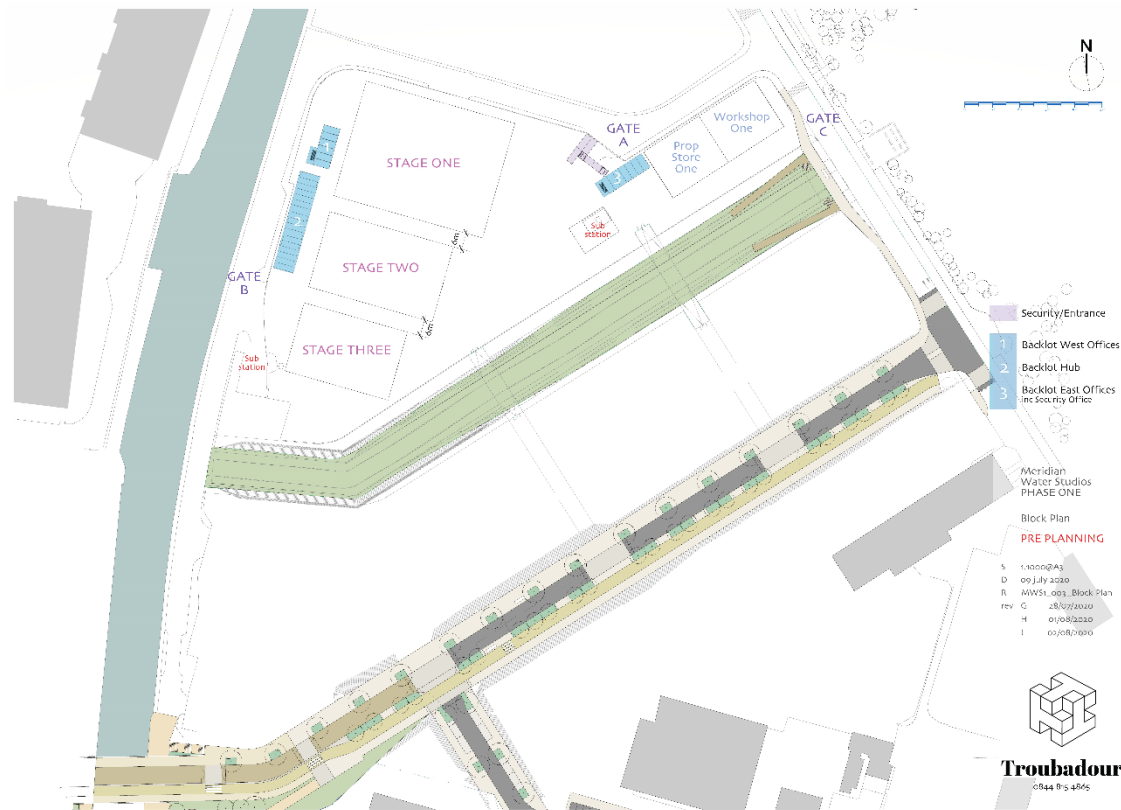 N
GATE
A
Workshop
One
GATE
C
Prop
Store
One
1
STAGE ONE
3
2
Sub
station
6m
STAGE TWO
GATE
B
6m
STAGE THREE
Sub
station
Security/Entrance
1 Backlot West Offices
2 Backlot Hub
3 Backlot East Offices
Inc Security Office
Meridian
Water Studios
PHASE ONE
Block Plan
PRE PLANNING
S 1:1000@A3
D 09 july 2020
R MWS1_003_Block Plan
rev G 28/07/2020
H 01/08/2020
I 02/08/2020
Troubadour
0844 815 4865